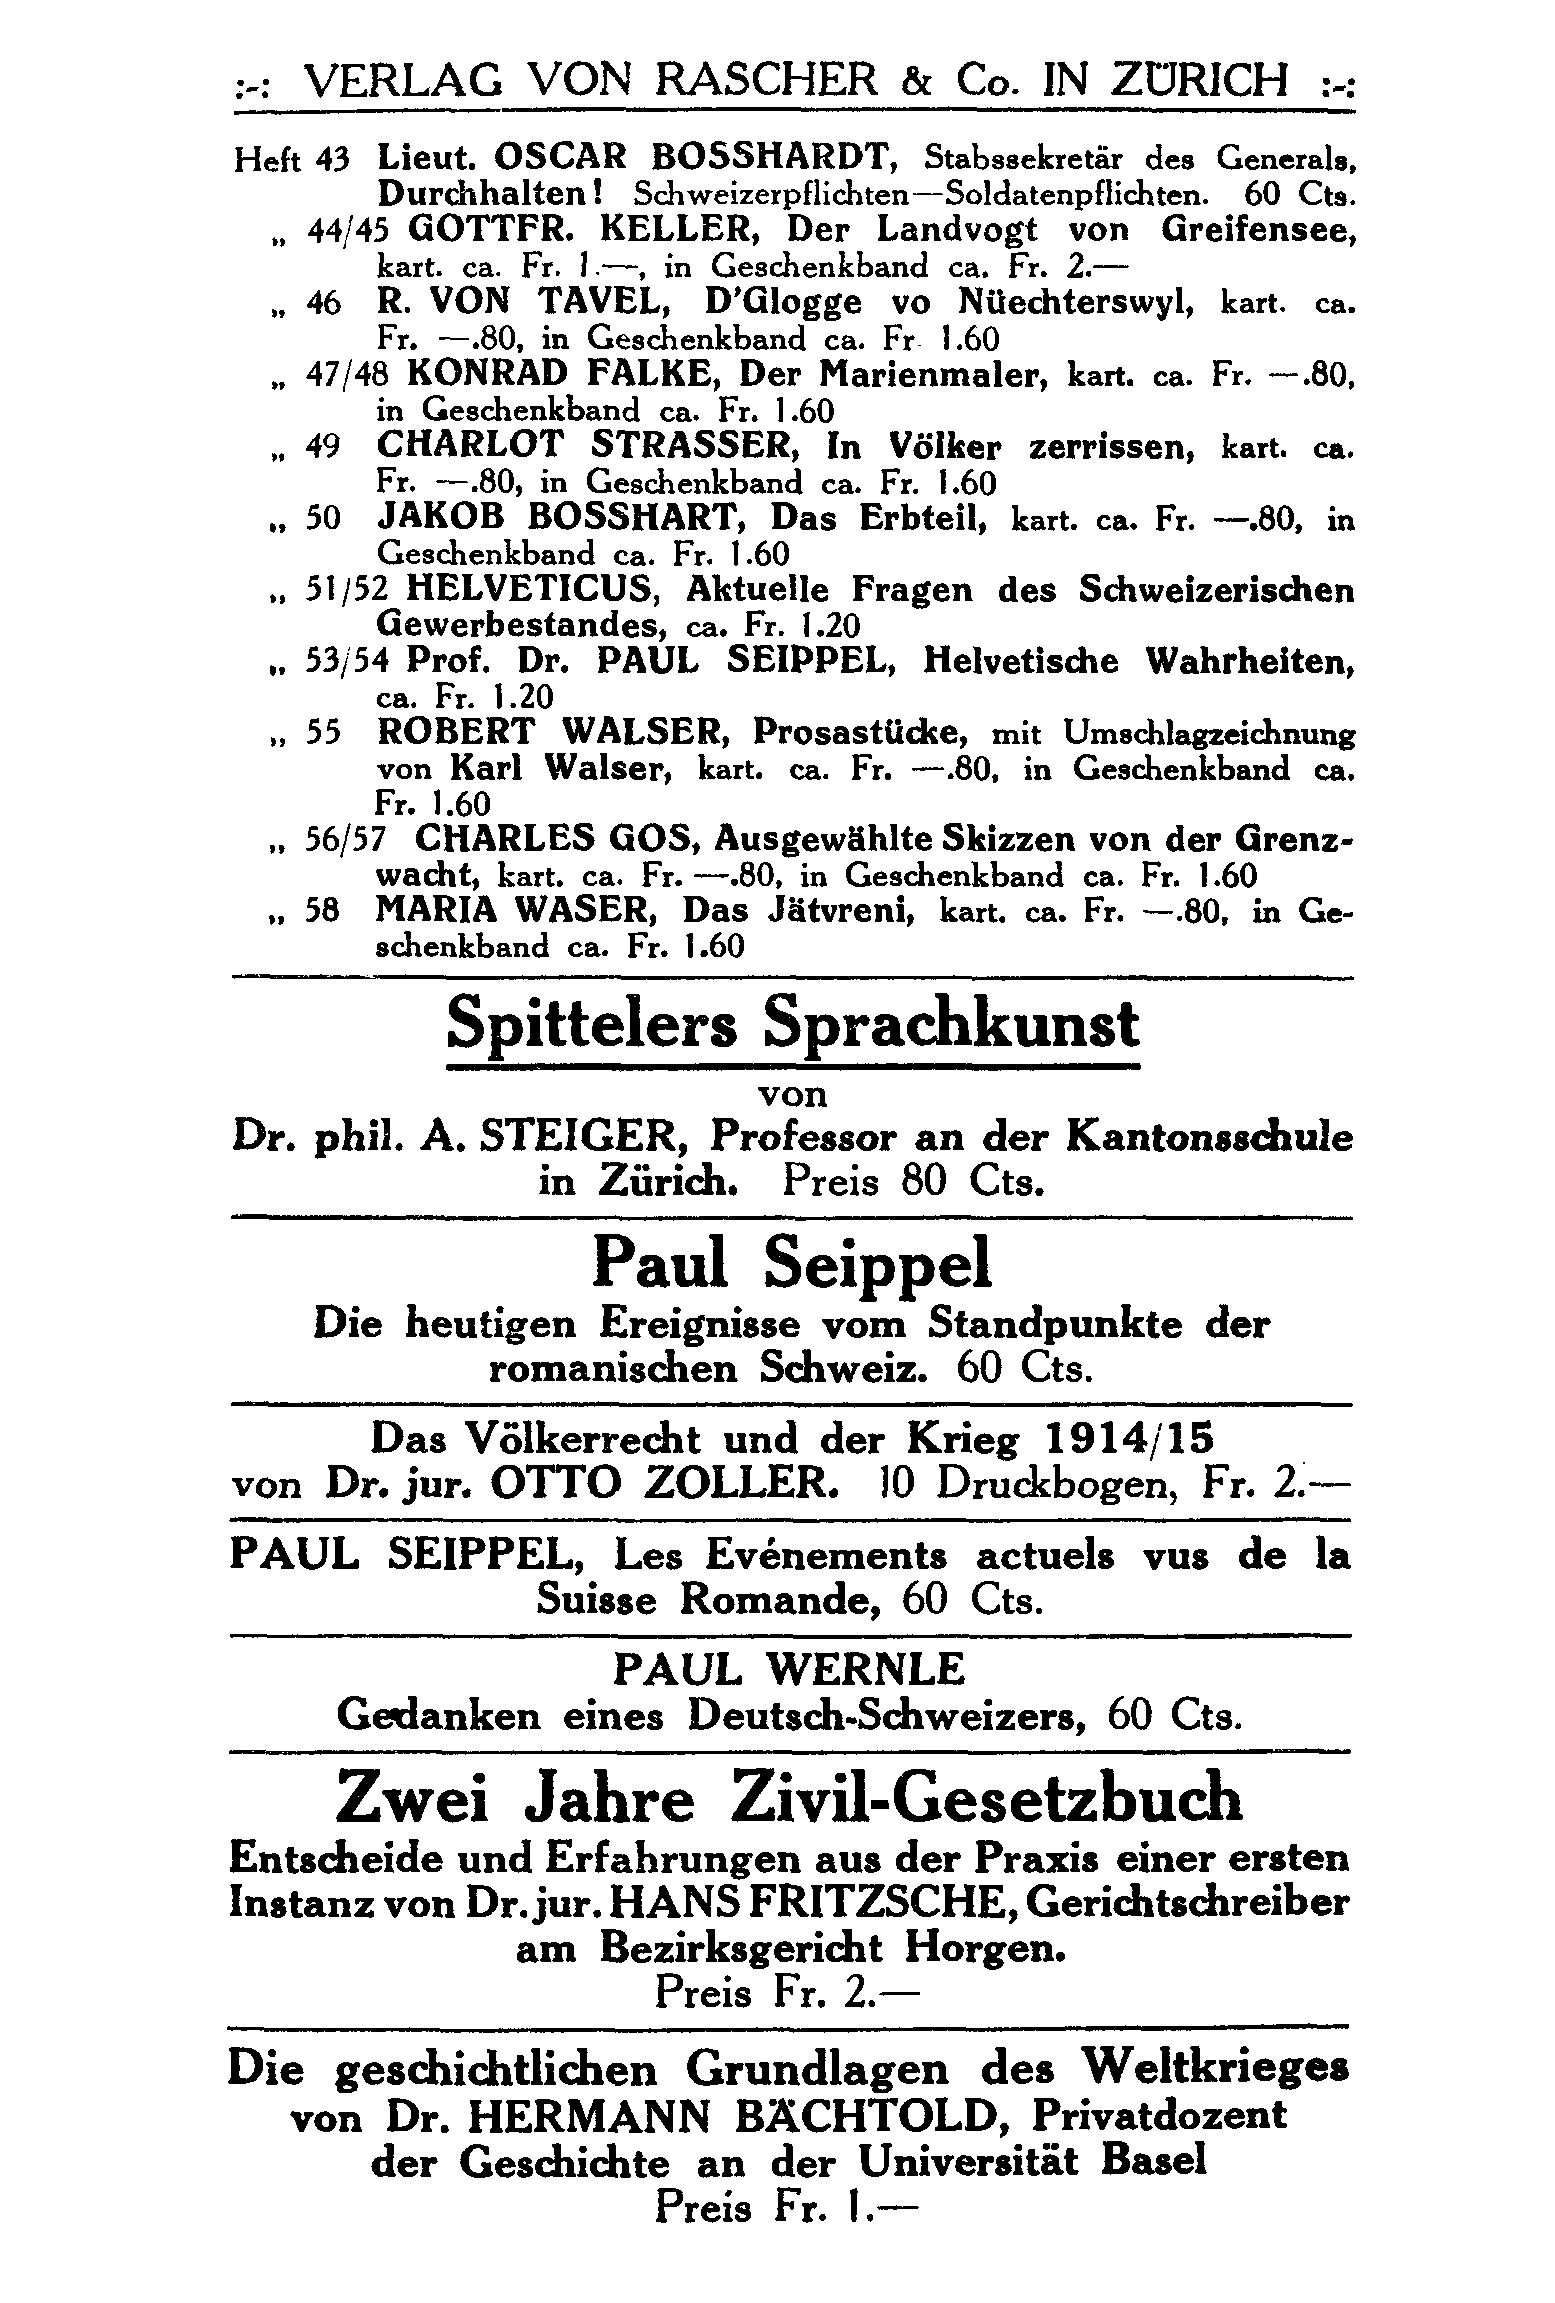 :-: VERLAG VON RASCHER & Co. IN ZÜRICH :-:
Heft 43 Lieut. OSCAR BOSSHARDT, Stabssekretär des Generals,
Durchhalten! Schweizerpflichten—Soldatenpflichten. 60 Cts.
„ 44/45 GOTTFR. KELLER, Der Landvogt von Greifensee,
kart. ca. Fr. 1.—, in Geschenkband ca. Fr. 2.—
„ 46 R. VON TAVEL, D'Glogge vo Nüechterswyl, kart. ca.
Fr. —.80, in Geschenkband ca. Fr 1.60
„ 47/48 KONRAD FALKE, Der Marienmaler, kart. ca. Fr. —.80,
in Geschenkband ca. Fr. 1.60
„ 49 CHARLOT STRASSER, In Völker zerrissen, kart. ca.
Fr. —.80, in Geschenkband ca. Fr. 1.60
„ 50 JAKOB BOSSHART, Das Erbteil, kart. ca. Fr. —.80, in
Geschenkband ca. Fr. 1.60
„ 51/52 HELVETICUS, Aktuelle Fragen des Schweizerischen
Gewerbestandes, ca. Fr. 1.20
„ 53/54 Prof. Dr. PAUL SEIPPEL, Helvetische Wahrheiten,
ca. Fr. 1.20
„ 55 ROBERT WALSER, Prosastücke, mit Umschlagzeichnung
von Karl Walser, kart. ca. Fr. —.80, in Geschenkband ca.
Fr. 1.60
„ 56/57 CHARLES GOS, Ausgewählte Skizzen von der Grenz-
wacht, kart. ca. Fr. —.80, in Geschenkband ca. Fr. 1.60
„ 58 MARIA WASER, Das Jätvreni, kart. ca. Fr. —.80, in Ge-
schenkband ca. Fr. 1.60
Spittelers Sprachkunst
von
Dr. phil. A. STEIGER, Professor an der Kantonsschule
in Zürich. Preis 80 Cts.
Paul Seippel
Die heutigen Ereignisse vom Standpunkte der
romanischen Schweiz. 60 Cts.
Das Völkerrecht und der Krieg 1914/15
von Dr. jur. OTTO ZOLLER. 10 Druckbogen, Fr. 2.—
PAUL SEIPPEL, Les Evénements actuels vus de la
Suisse Romande, 60 Cts.
PAUL WERNLE
Gedanken eines Deutsch-Schweizers, 60 Cts.
Zwei Jahre Zivil-Gesetzbuch
Entscheide und Erfahrungen aus der Praxis einer ersten
Instanz von Dr. jur. HANS FRITZSCHE, Gerichtschreiber
am Bezirksgericht Horgen.
Preis Fr. 2.—
Die geschichtlichen Grundlagen des Weltkrieges
von Dr. HERMANN BÄCHTOLD, Privatdozent
der Geschichte an der Universität Basel
Preis Fr. 1.—